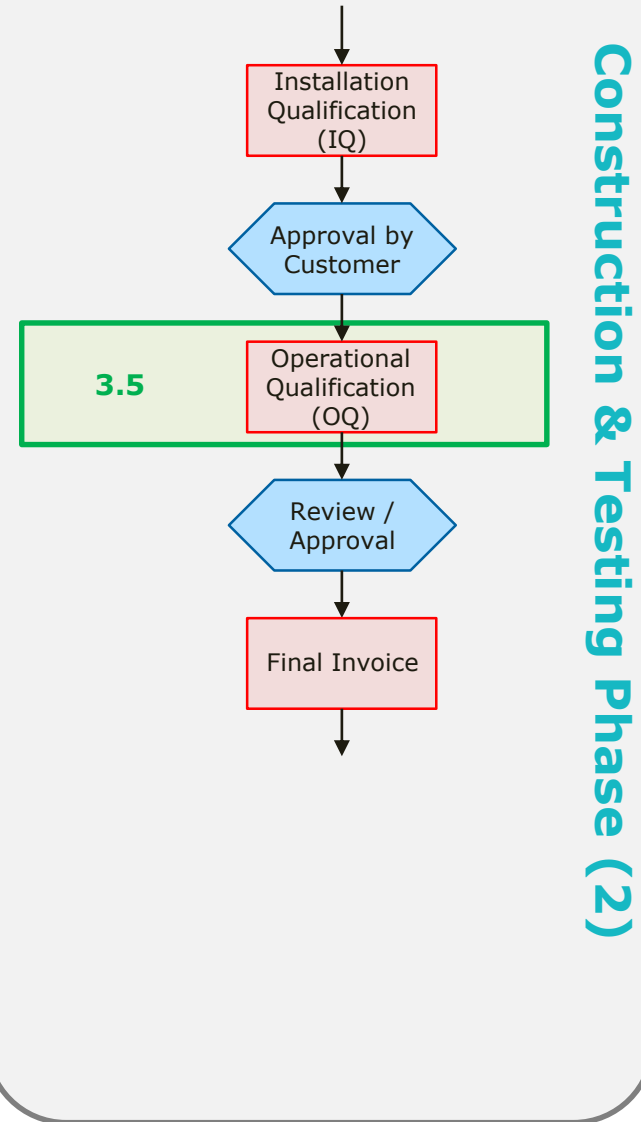 Installation
Qualification
(IQ)
Approval by
Customer
3.5
Operational
Qualification
(OQ)
Review /
Approval
Final Invoice
Construction & Testing Phase (2)